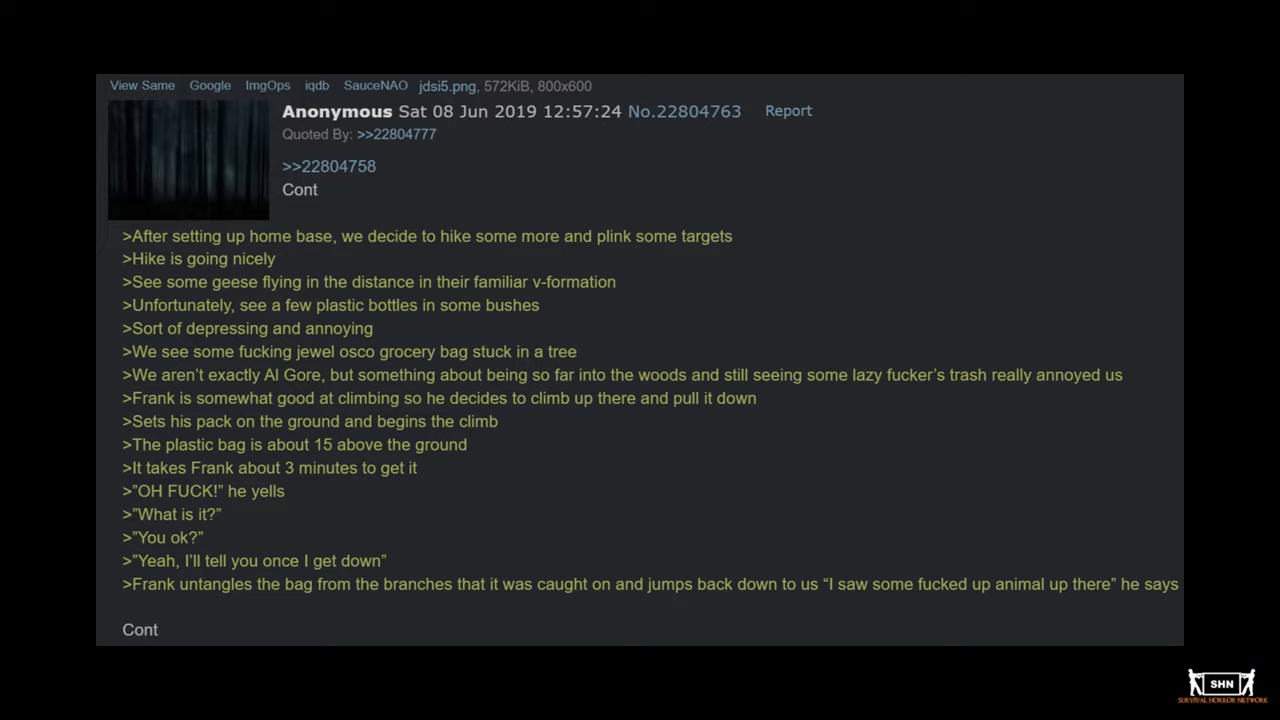 View Same Google ImgOps iqdb SauceNAO jdsi5.png, 572KiB, 800x600
Anonymous Sat 08 Jun 2019 12:57:24 No.22804763 Report
Quoted By: >>22804777
>>22804758
Cont
>After setting up home base, we decide to hike some more and plink some targets
>Hike is going nicely
>See some geese flying in the distance in their familiar v-formation
>Unfortunately, see a few plastic bottles in some bushes
>Sort of depressing and annoying
>We see some fucking jewel osco grocery bag stuck in a tree
>We aren’t exactly Al Gore, but something about being so far into the woods and still seeing some lazy fucker’s trash really annoyed us
>Frank is somewhat good at climbing so he decides to climb up there and pull it down
>Sets his pack on the ground and begins the climb
>The plastic bag is about 15 above the ground
>It takes Frank about 3 minutes to get it
>”OH FUCK!” he yells
>”What is it?”
>”You ok?”
>”Yeah, I’ll tell you once I get down”
>Frank untangles the bag from the branches that it was caught on and jumps back down to us “I saw some fucked up animal up there” he says
Cont
SHN
SURVIVAL HORROR NETWORK